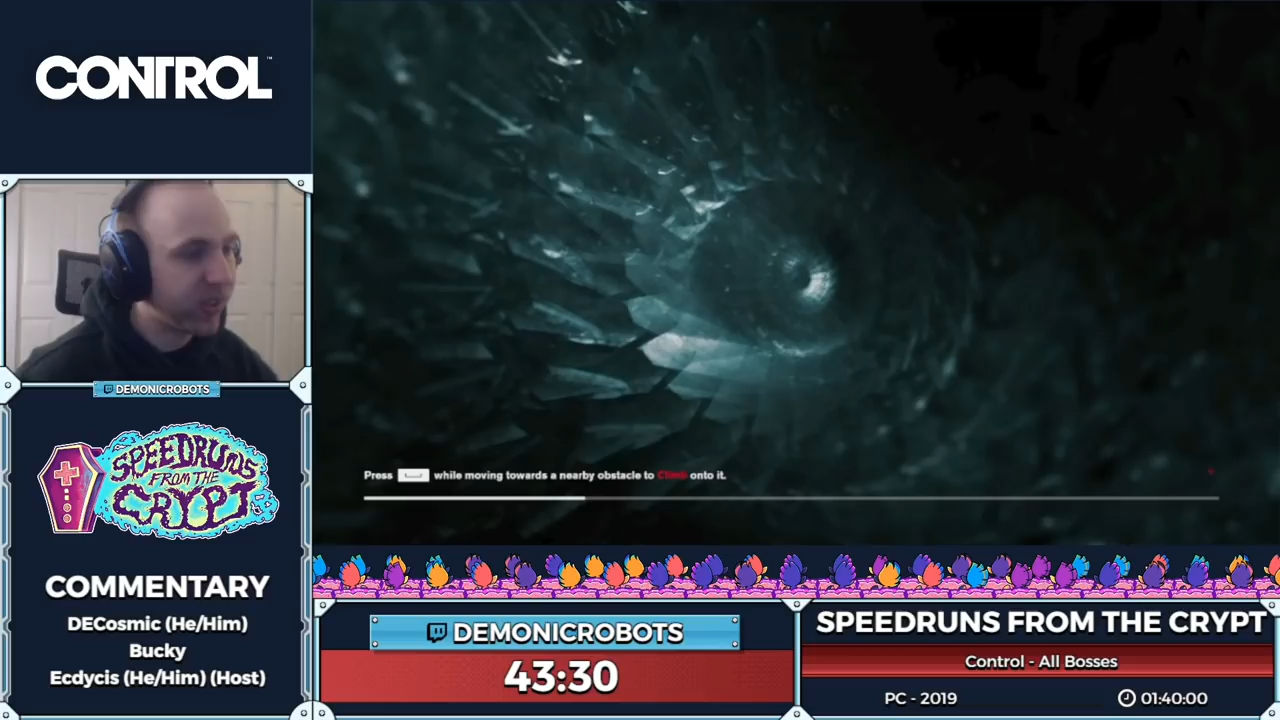 CONTROL™
DEMONICROBOTS
SPEEDRUNS
FROM THE
CRYPT
COMMENTARY
DECosmic (He/Him)
Bucky
Ecdycis (He/Him) (Host)
Press while moving towards a nearby obstacle to Climb onto it.
DEMONICROBOTS
43:30
SPEEDRUNS FROM THE CRYPT
Control - All Bosses
PC - 2019
01:40:00